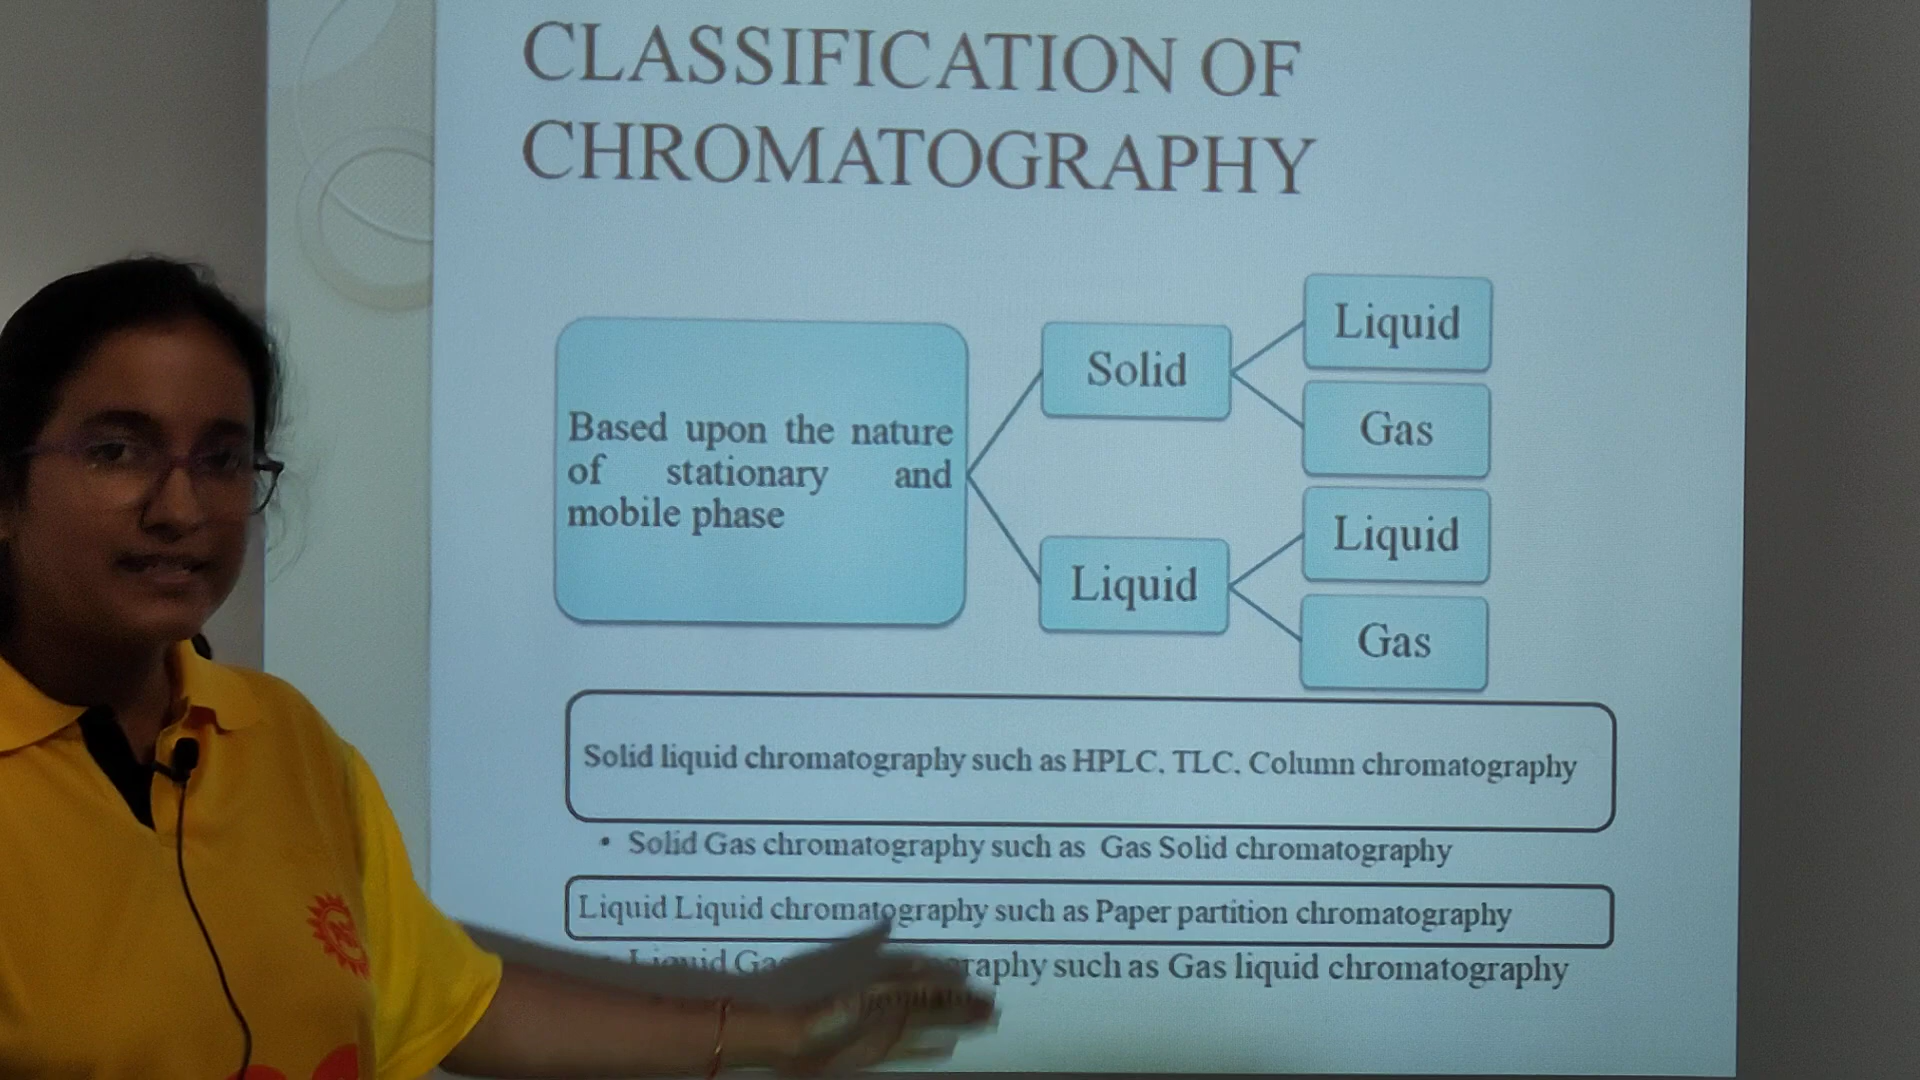 CLASSIFICATION OF
CHROMATOGRAPHY
Based upon the nature
of stationary and
mobile phase
Solid
Liquid
Gas
Liquid
Liquid
Gas
Solid liquid chromatography such as HPLC, TLC, Column chromatography
• Solid Gas chromatography such as Gas Solid chromatography
Liquid Liquid chromatography such as Paper partition chromatography
Liquid such as Gas liquid chromatography